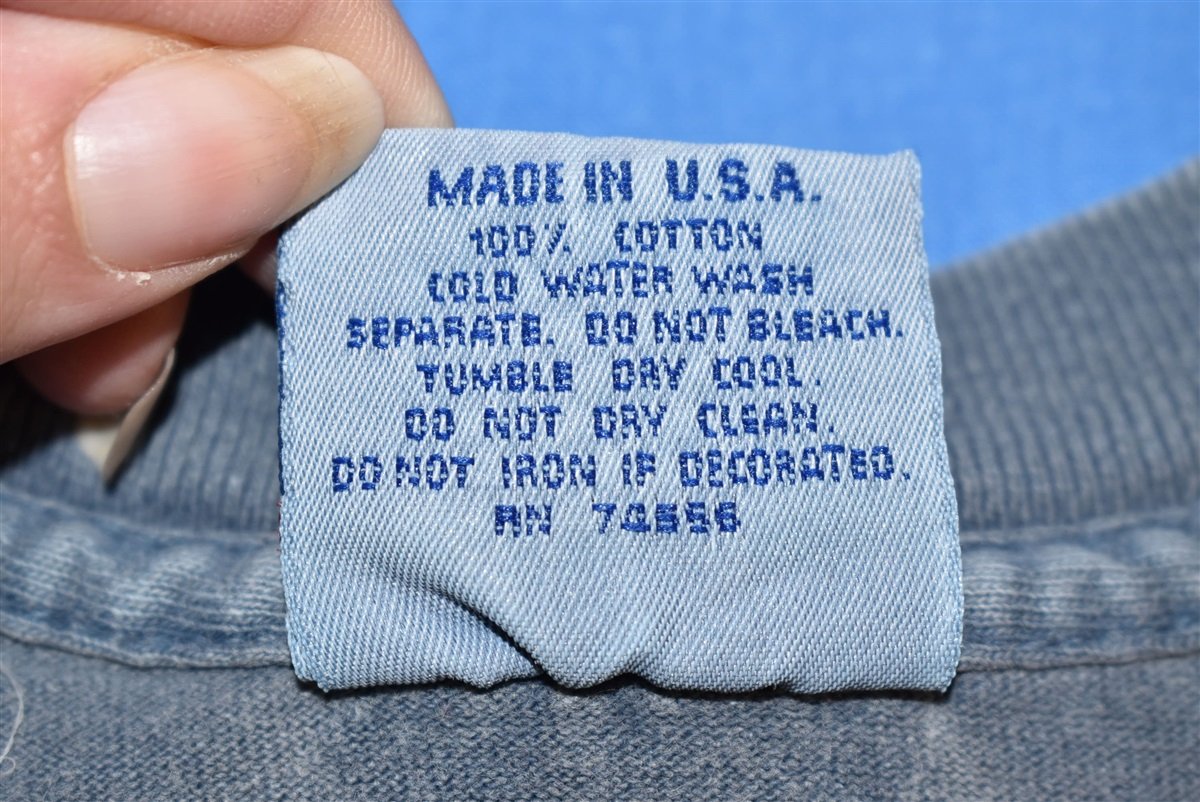 MADE IN U.S.A.
100% COTTON
COLD WATER WASH
SEPARATE. DO NOT BLEACH.
TUMBLE DRY COOL.
DO NOT DRY CLEAN.
DO NOT IRON IF DECORATED.
RN 74556